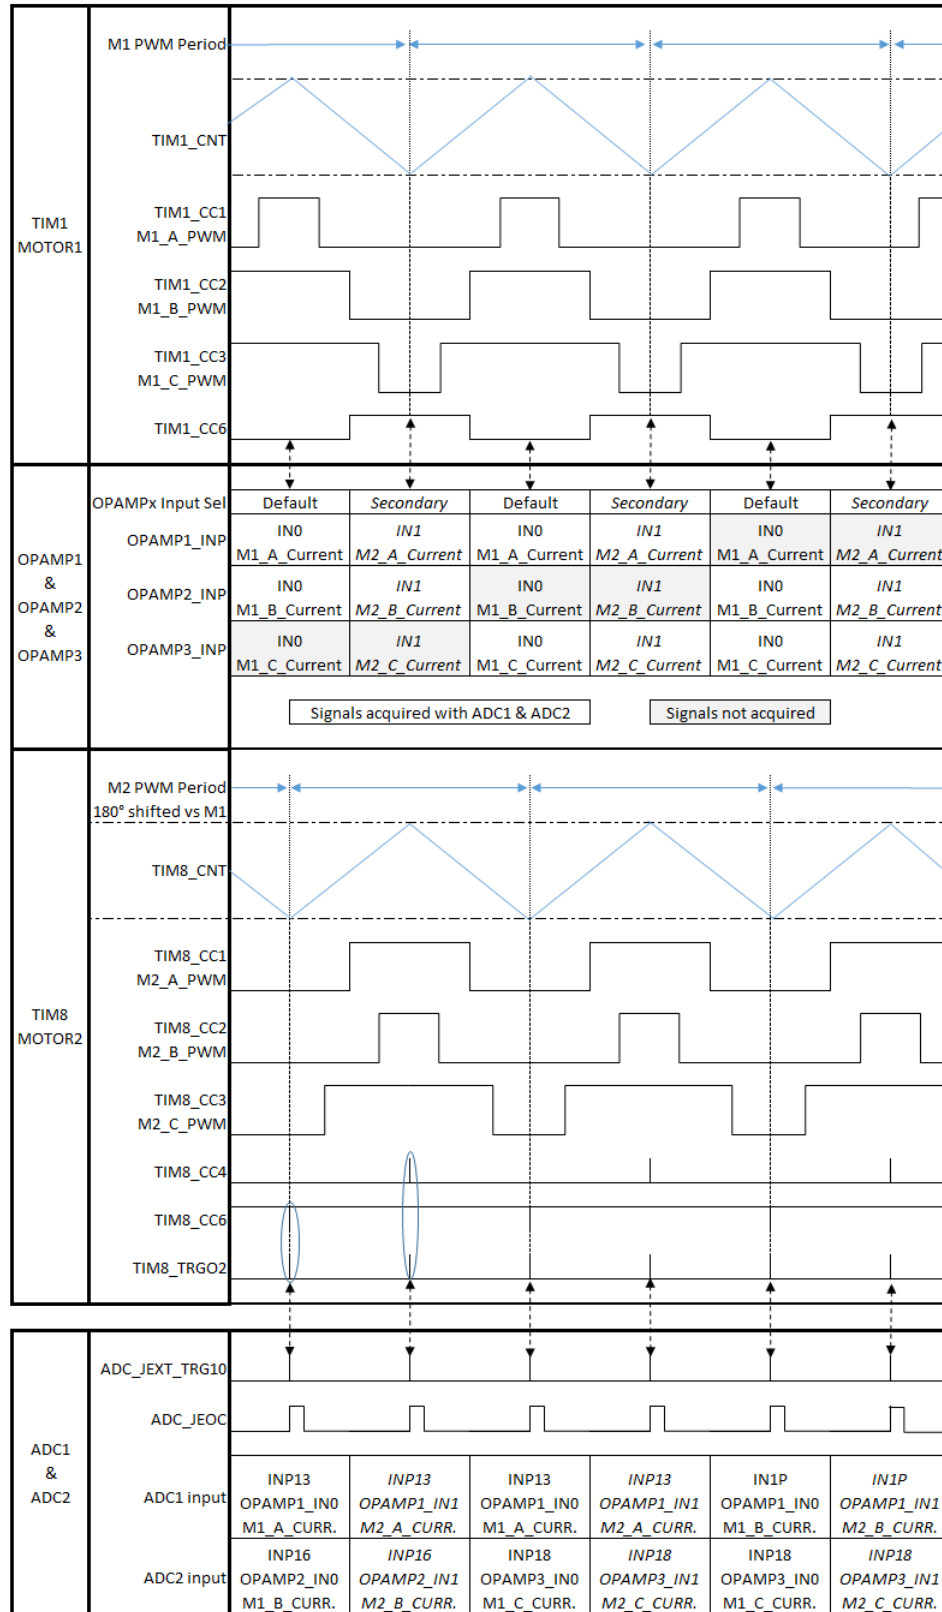 M1 PWM Period
TIM1_CNT
TIM1
MOTOR1
TIM1_CC1
M1_A_PWM
TIM1_CC2
M1_B_PWM
TIM1_CC3
M1_C_PWM
TIM1_CC6
OPAMPx Input Sel Default Secondary Default Secondary Default Secondary
OPAMP1
&
OPAMP2
&
OPAMP3
OPAMP1_INP
IN0 IN1 IN0 IN1 IN0 IN1
M1_A_Current M2_A_Current M1_A_Current M2_A_Current M1_A_Current M2_A_Current
OPAMP2_INP
IN0 IN1 IN0 IN1 IN0 IN1
M1_B_Current M2_B_Current M1_B_Current M2_B_Current M1_B_Current M2_B_Current
OPAMP3_INP
IN0 IN1 IN0 IN1 IN0 IN1
M1_C_Current M2_C_Current M1_C_Current M2_C_Current M1_C_Current M2_C_Current
Signals acquired with ADC1 & ADC2 Signals not acquired
M2 PWM Period
180° shifted vs M1
TIM8_CNT
TIM8
MOTOR2
TIM8_CC1
M2_A_PWM
TIM8_CC2
M2_B_PWM
TIM8_CC3
M2_C_PWM
TIM8_CC4
TIM8_CC6
TIM8_TRGO2
ADC_JEXT_TRG10
ADC_JEOC
ADC1
&
ADC2
ADC1 input
INP13 INP13 INP13 INP13 IN1P IN1P
OPAMP1_IN0 OPAMP1_IN1 OPAMP1_IN0 OPAMP1_IN1 OPAMP1_IN0 OPAMP1_IN1
M1_A_CURR. M2_A_CURR. M1_A_CURR. M2_A_CURR. M1_B_CURR. M2_B_CURR.
ADC2 input
INP16 INP16 INP18 INP18 INP18 INP18
OPAMP2_IN0 OPAMP2_IN1 OPAMP3_IN0 OPAMP3_IN1 OPAMP3_IN0 OPAMP3_IN1
M1_B_CURR. M2_B_CURR. M1_C_CURR. M2_C_CURR. M1_C_CURR. M2_C_CURR.